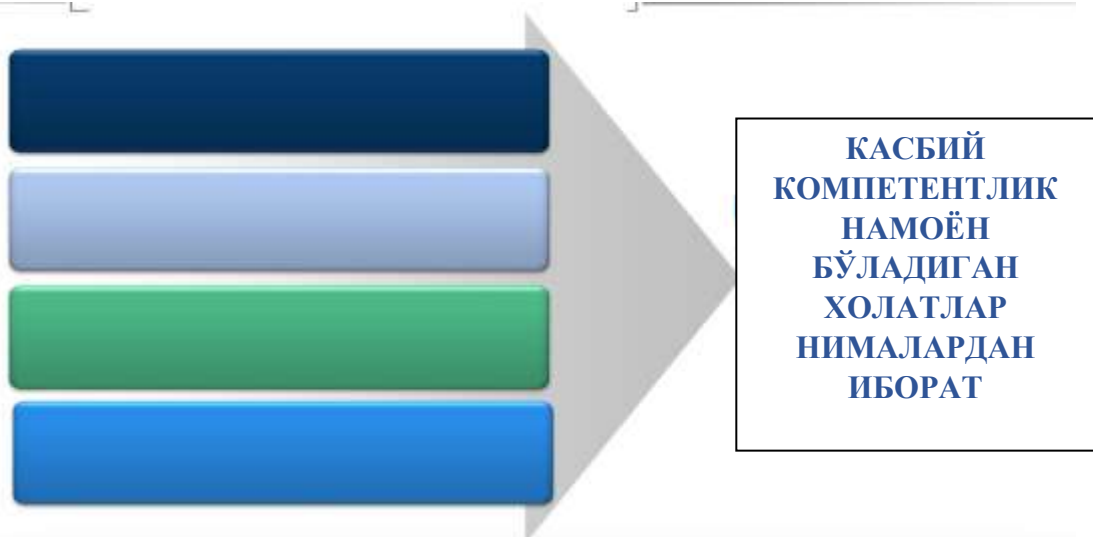 КАСБИЙ
КОМПЕТЕНТЛИК
НАМОЁН
БЎЛАДИГАН
ХОЛАТЛАР
НИМАЛАРДАН
ИБОРАТ